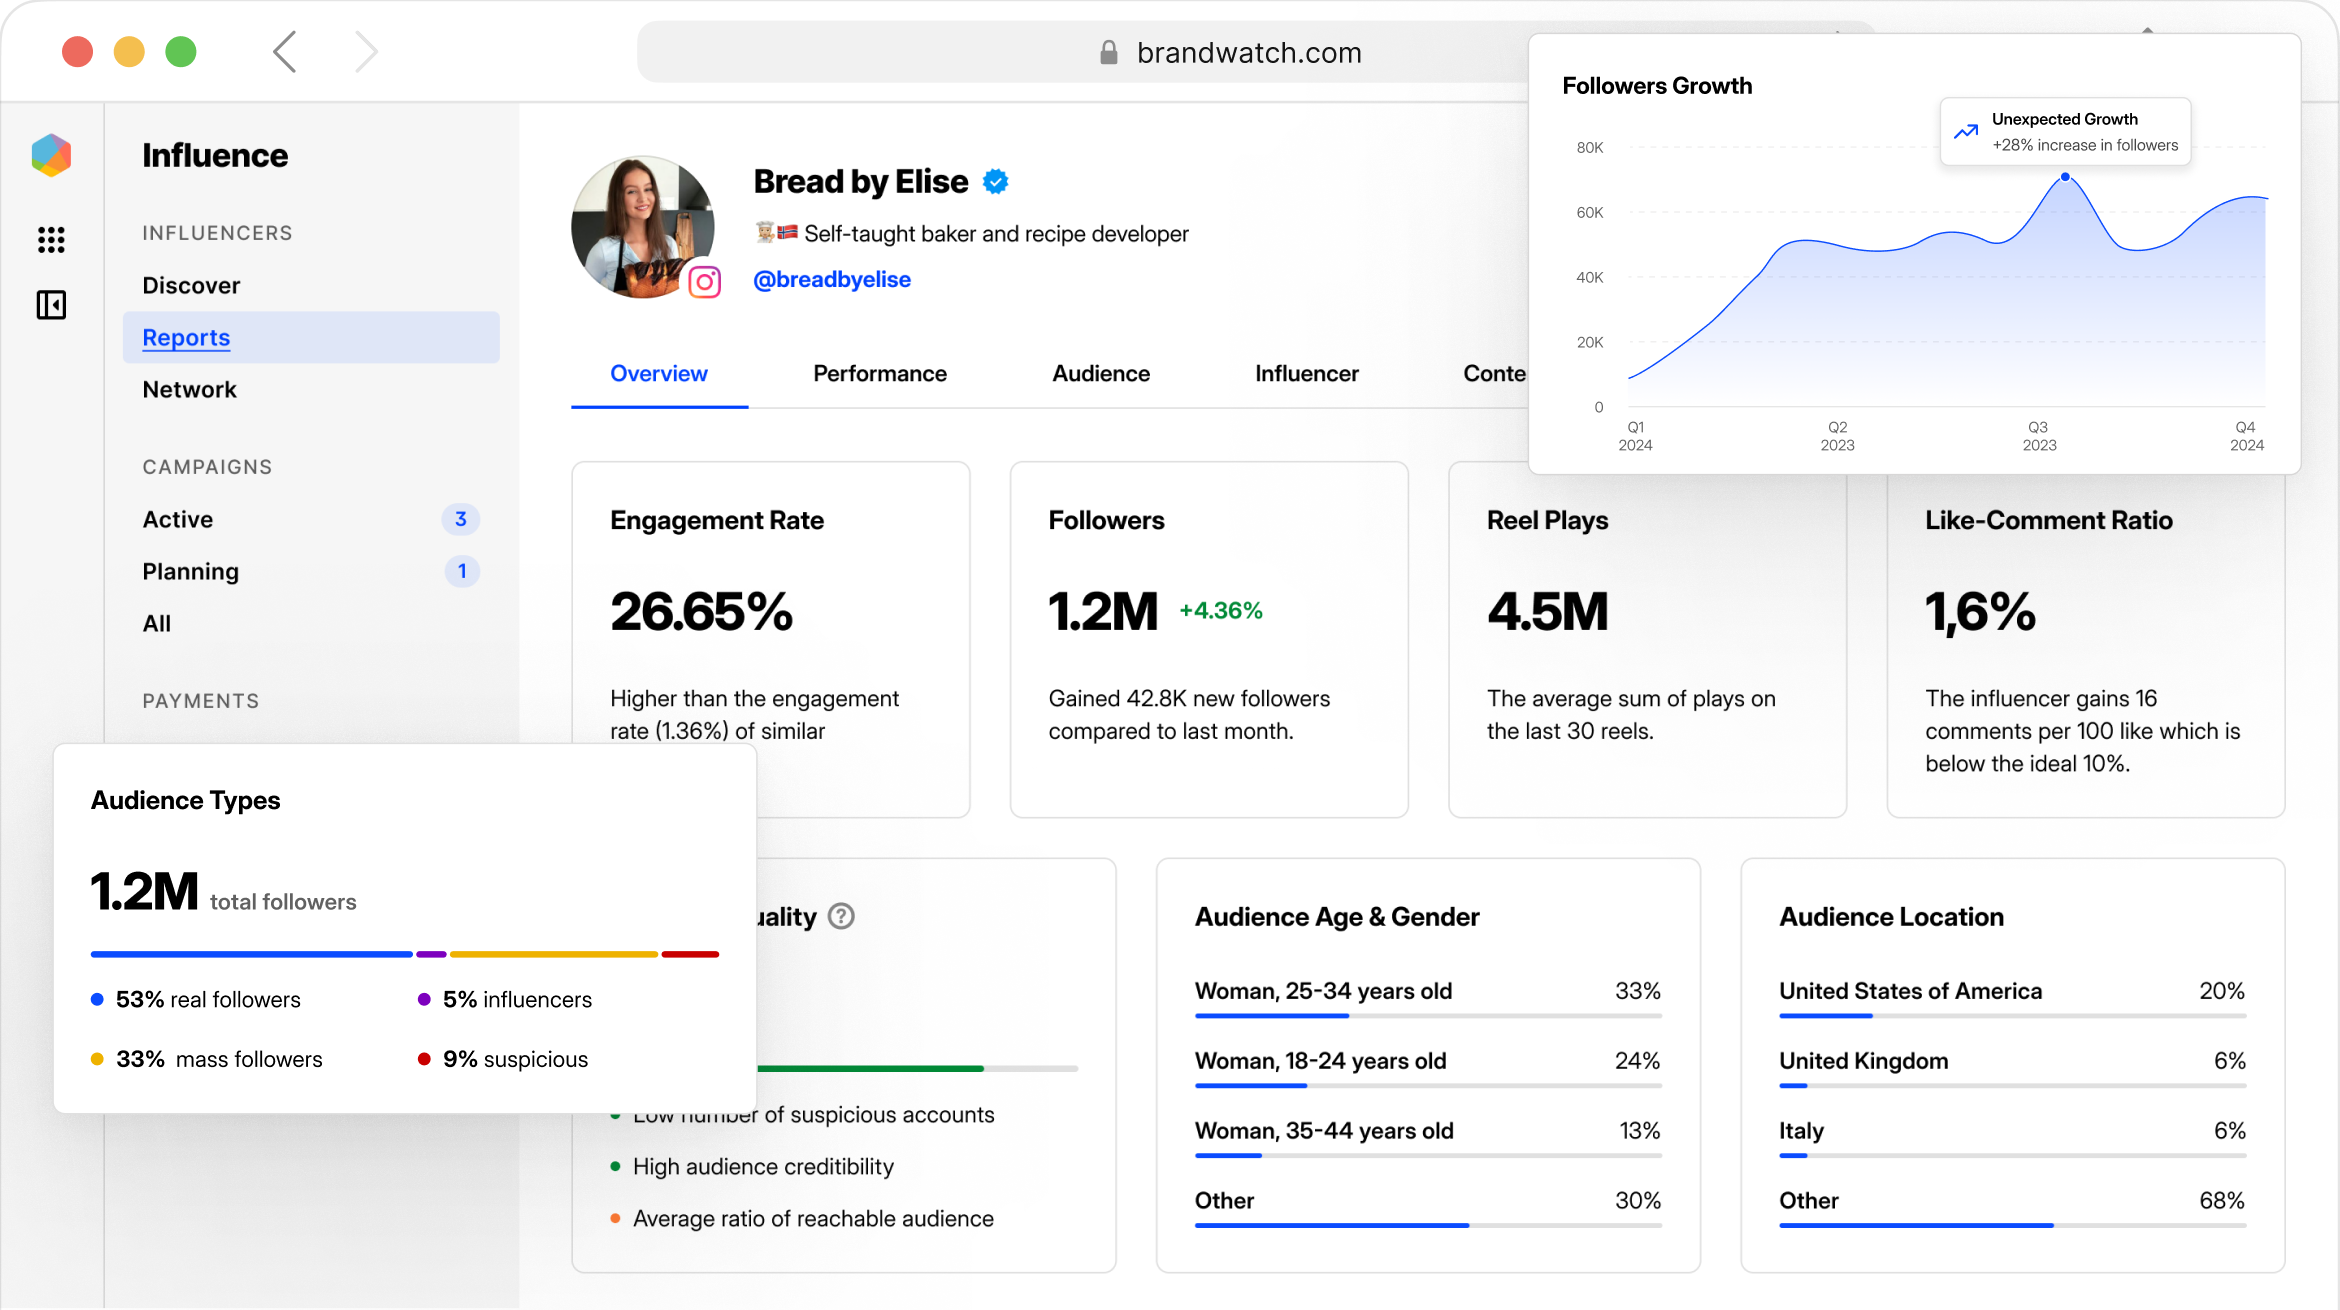 brandwatch.com
Influence
INFLUENCERS
Discover
Reports
Network
CAMPAIGNS
Active 3
Planning 1
All
PAYMENTS
Bread by Elise
Self-taught baker and recipe developer
@breadbyelise
Overview Performance Audience Influencer Conte
Followers Growth
Unexpected Growth
+28% increase in followers
80K
60K
40K
20K
0
Q1 Q2 Q3 Q4
2024 2023 2023 2024
Engagement Rate
26.65%
Higher than the engagement
rate (1.36%) of similar
Followers
1.2M +4.36%
Gained 42.8K new followers
compared to last month.
Reel Plays
4.5M
The average sum of plays on
the last 30 reels.
Like-Comment Ratio
1,6%
The influencer gains 16
comments per 100 like which is
below the ideal 10%.
Audience Types
1.2M total followers
53% real followers
5% influencers
33% mass followers
9% suspicious
uality ?
Low number of suspicious accounts
High audience creditibility
Average ratio of reachable audience
Audience Age & Gender
Woman, 25-34 years old 33%
Woman, 18-24 years old 24%
Woman, 35-44 years old 13%
Other 30%
Audience Location
United States of America 20%
United Kingdom 6%
Italy 6%
Other 68%